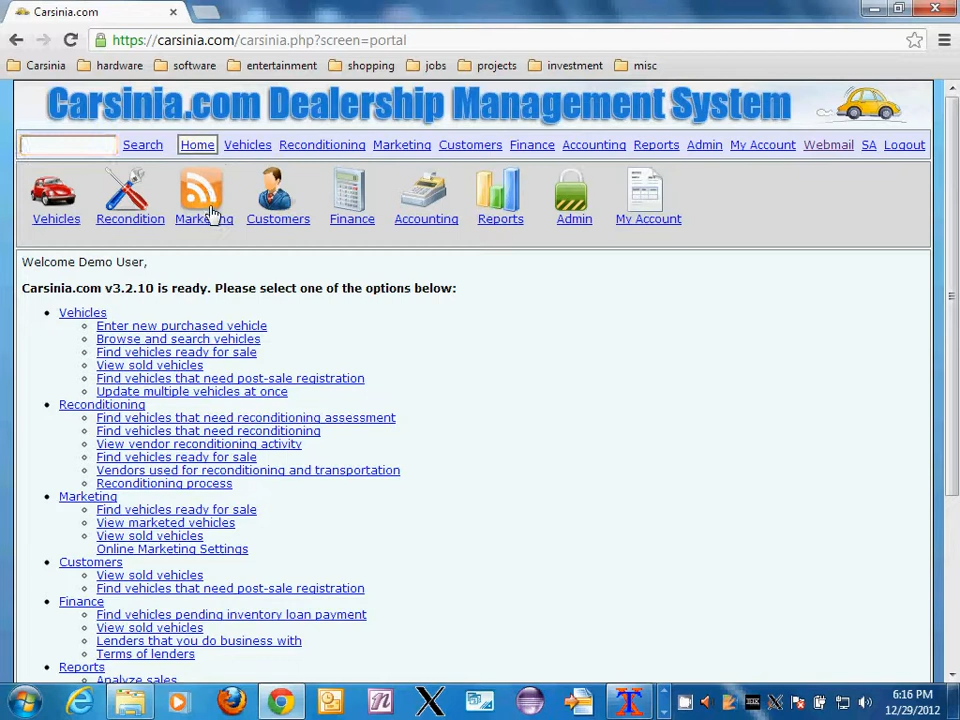 Carsinia.com
https://carsinia.com/carsinia.php?screen=portal
Carsinia hardware software entertainment shopping jobs projects investment misc
Carsinia.com Dealership Management System
Search Home Vehicles Reconditioning Marketing Customers Finance Accounting Reports Admin My Account Webmail SA Logout
Vehicles Recondition Marketing Customers Finance Accounting Reports Admin My Account
Welcome Demo User,
Carsinia.com v3.2.10 is ready. Please select one of the options below:
Vehicles
Enter new purchased vehicle
Browse and search vehicles
Find vehicles ready for sale
View sold vehicles
Find vehicles that need post-sale registration
Update multiple vehicles at once
Reconditioning
Find vehicles that need reconditioning assessment
Find vehicles that need reconditioning
View vendor reconditioning activity
Find vehicles ready for sale
Vendors used for reconditioning and transportation
Reconditioning process
Marketing
Find vehicles ready for sale
View marketed vehicles
View sold vehicles
Online Marketing Settings
Customers
View sold vehicles
Find vehicles that need post-sale registration
Finance
Find vehicles pending inventory loan payment
View sold vehicles
Lenders that you do business with
Terms of lenders
Reports
Analyze sales
6:16 PM
12/29/2012